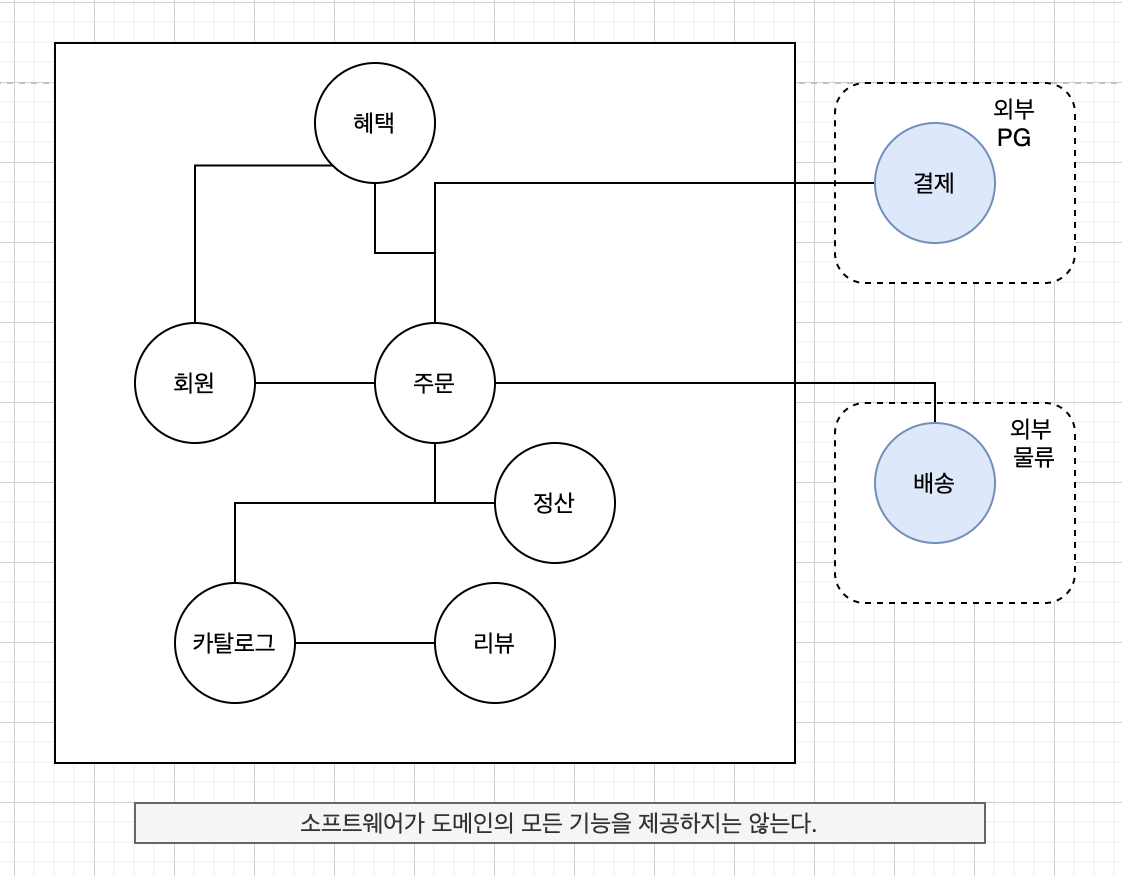 혜택
외부
PG
결제
회원
주문
외부
물류
배송
정산
카탈로그
리뷰
소프트웨어가 도메인의 모든 기능을 제공하지는 않는다.